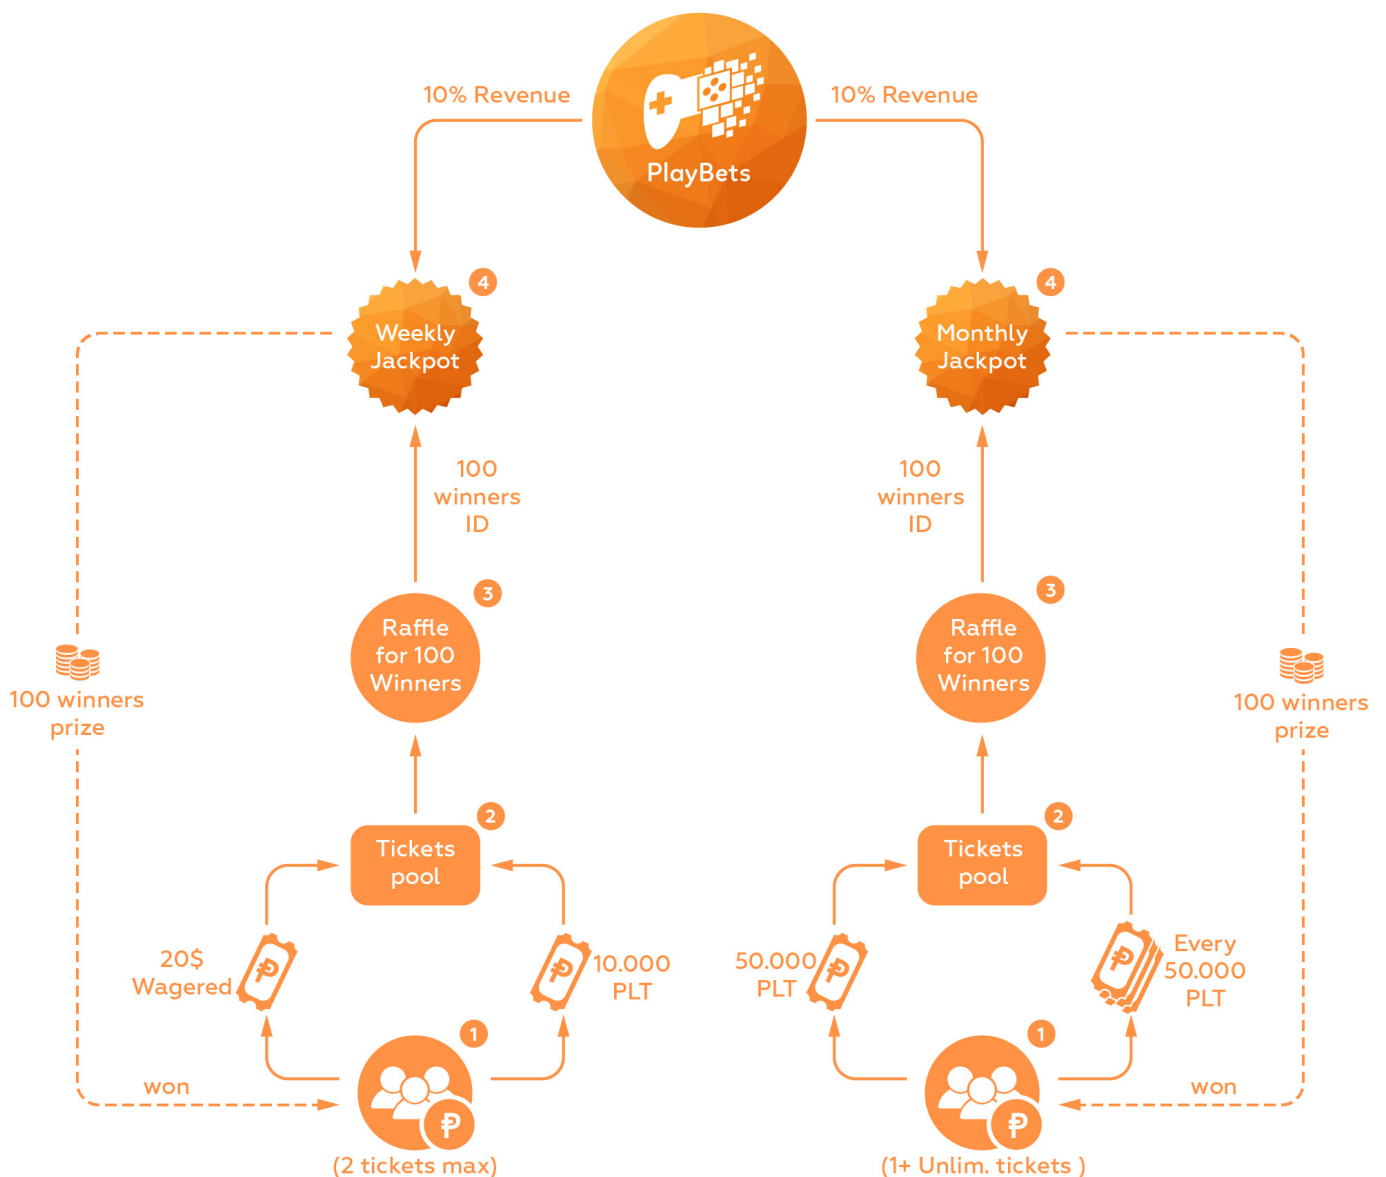 10% Revenue
10% Revenue
PlayBets
4
Weekly
Jackpot
4
Monthly
Jackpot
100
winners
ID
100
winners
ID
3
Raffle
for 100
Winners
3
Raffle
for 100
Winners
100 winners
prize
100 winners
prize
2
Tickets
pool
2
Tickets
pool
20$
Wagered
10.000
PLT
50.000
PLT
Every
50.000
PLT
1
1
won
won
(2 tickets max)
(1+ Unlim. tickets )